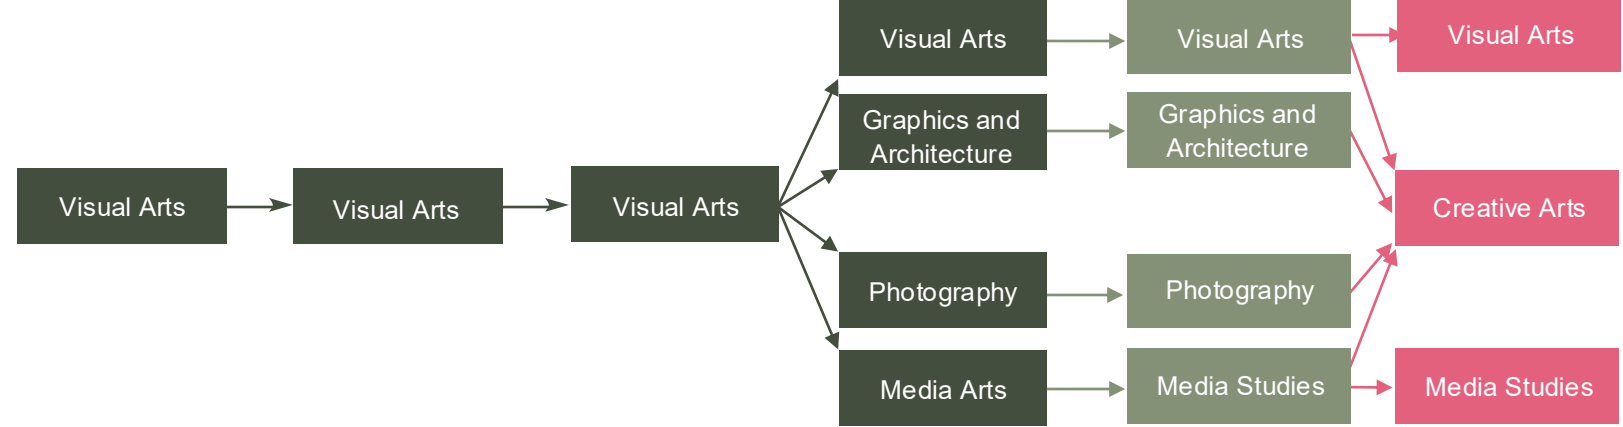 Visual Arts
Visual Arts
Visual Arts
Visual Arts
Graphics and
Architecture
Photography
Media Arts
Visual Arts
Graphics and
Architecture
Photography
Media Studies
Visual Arts
Creative Arts
Media Studies